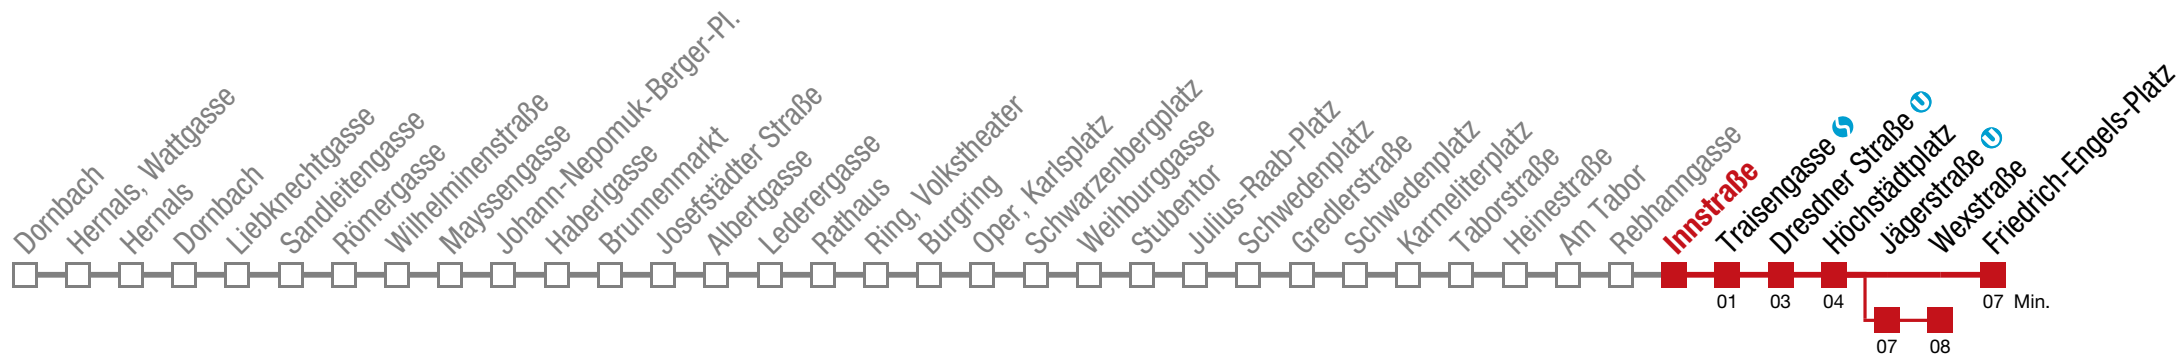 Dornbach
Hernals, Wattgasse
Hernals
Dornbach
Liebknechtgasse
Sandleitengasse
Römergasse
Wilhelminenstraße
Mayssengasse
Johann-Nepomuk-Berger-Pl.
Haberlgasse
Brunnenmarkt
Josefstädter Straße
Albertgasse
Lederergasse
Rathaus
Ring, Volkstheater
Burgring
Oper, Karlsplatz
Schwarzenbergplatz
Weihburggasse
Stubentor
Julius-Raab-Platz
Schwedenplatz
Gredlerstraße
Schwedenplatz
Karmeliterplatz
Taborstraße
Heinestraße
Am Tabor
Rebhanngasse
Innstraße
Traisengasse S
Dresdner Straße U
Höchstädtplatz
Jägerstraße U
Wexstraße
Friedrich-Engels-Platz
01 03 04 07 Min.
07 08